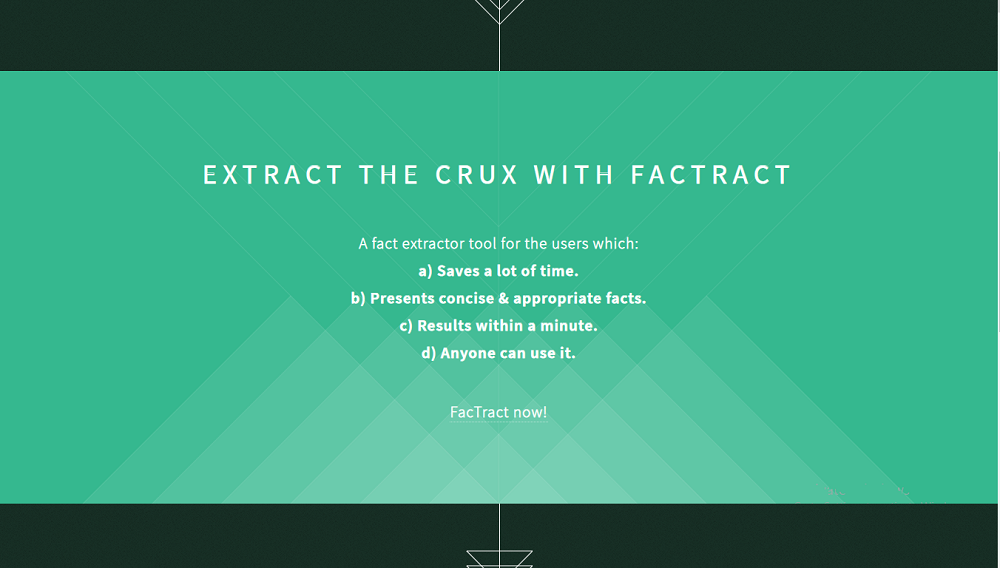 EXTRACT THE CRUX WITH FACTRACT
A fact extractor tool for the users which:
a) Saves a lot of time.
b) Presents concise & appropriate facts.
c) Results within a minute.
d) Anyone can use it.
FacTract now!